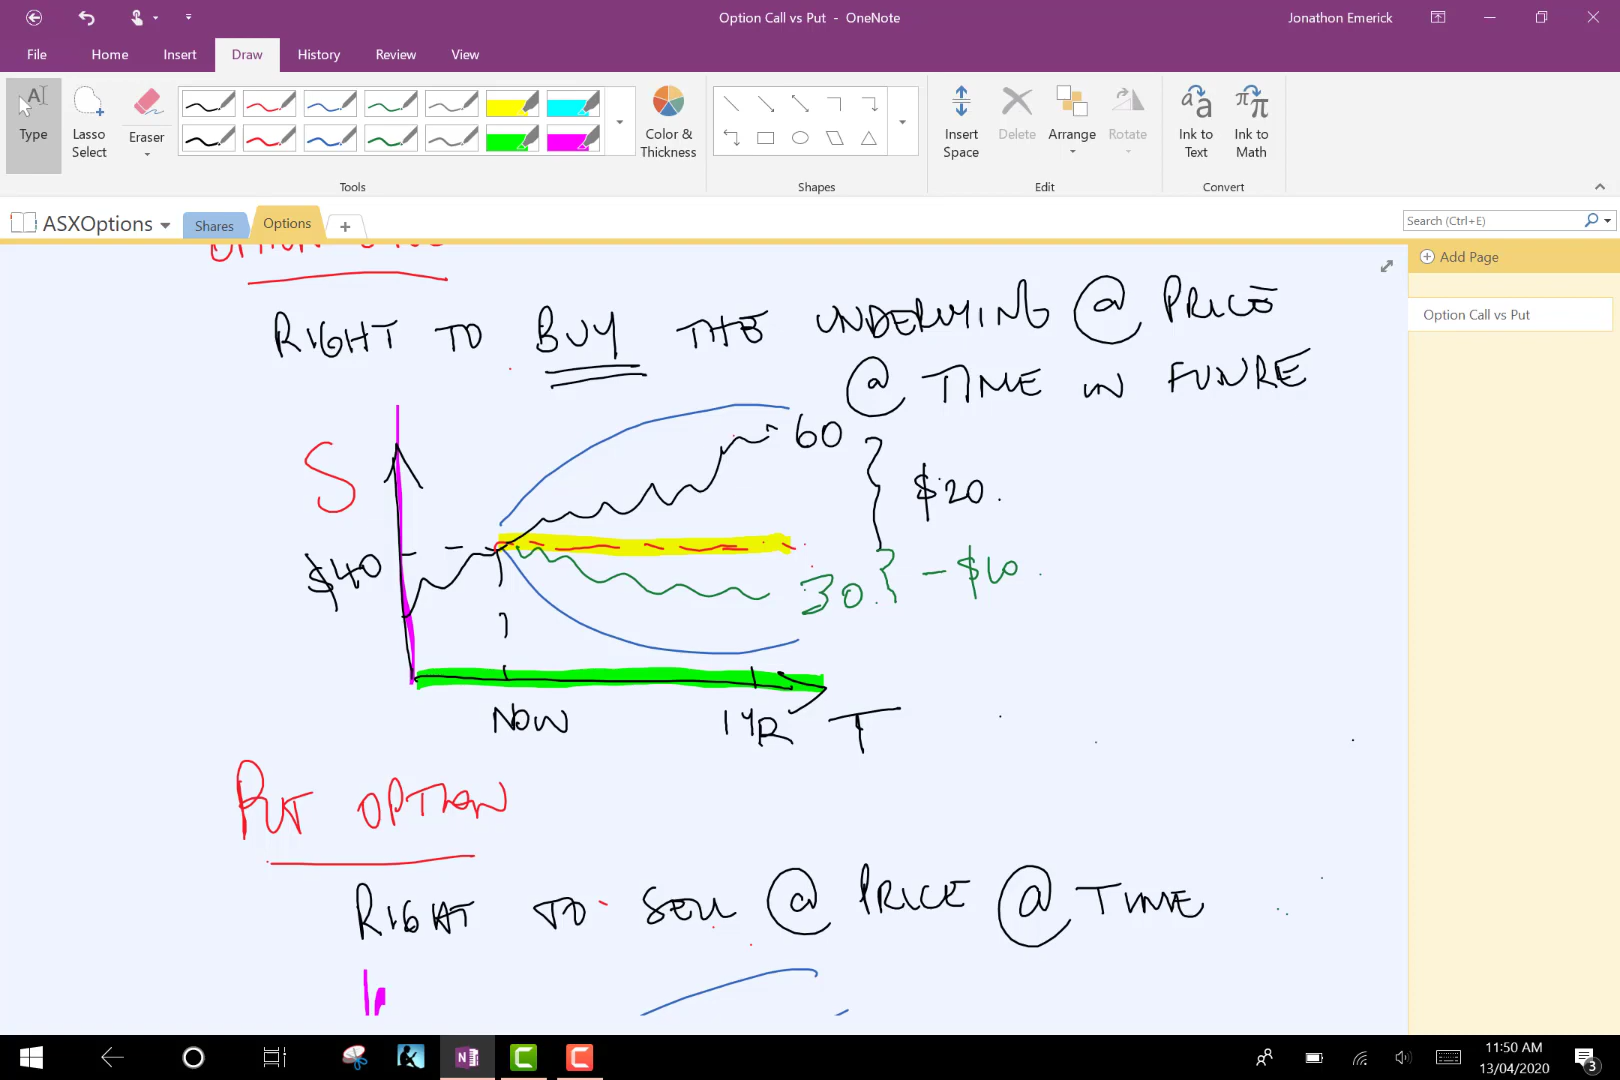 Option Call vs Put - OneNote
Jonathon Emerick
File Home Insert Draw History Review View
Type
Lasso Select
Eraser
Color & Thickness
Insert Space
Delete
Arrange
Rotate
Ink to Text
Ink to Math
Tools
Shapes
Edit
Convert
ASXOptions
Shares
Options
Search (Ctrl+E)
Add Page
Option Call vs Put
RIGHT TO BUY THE UNDERLYING @ PRICE
@ TIME IN FUNRE
S
60
$20.
$40
30
- $10
NOW
1YR
T
PUT OPTION
RIGHT TO SELL @ PRICE @ TIME
11:50 AM
13/04/2020
3